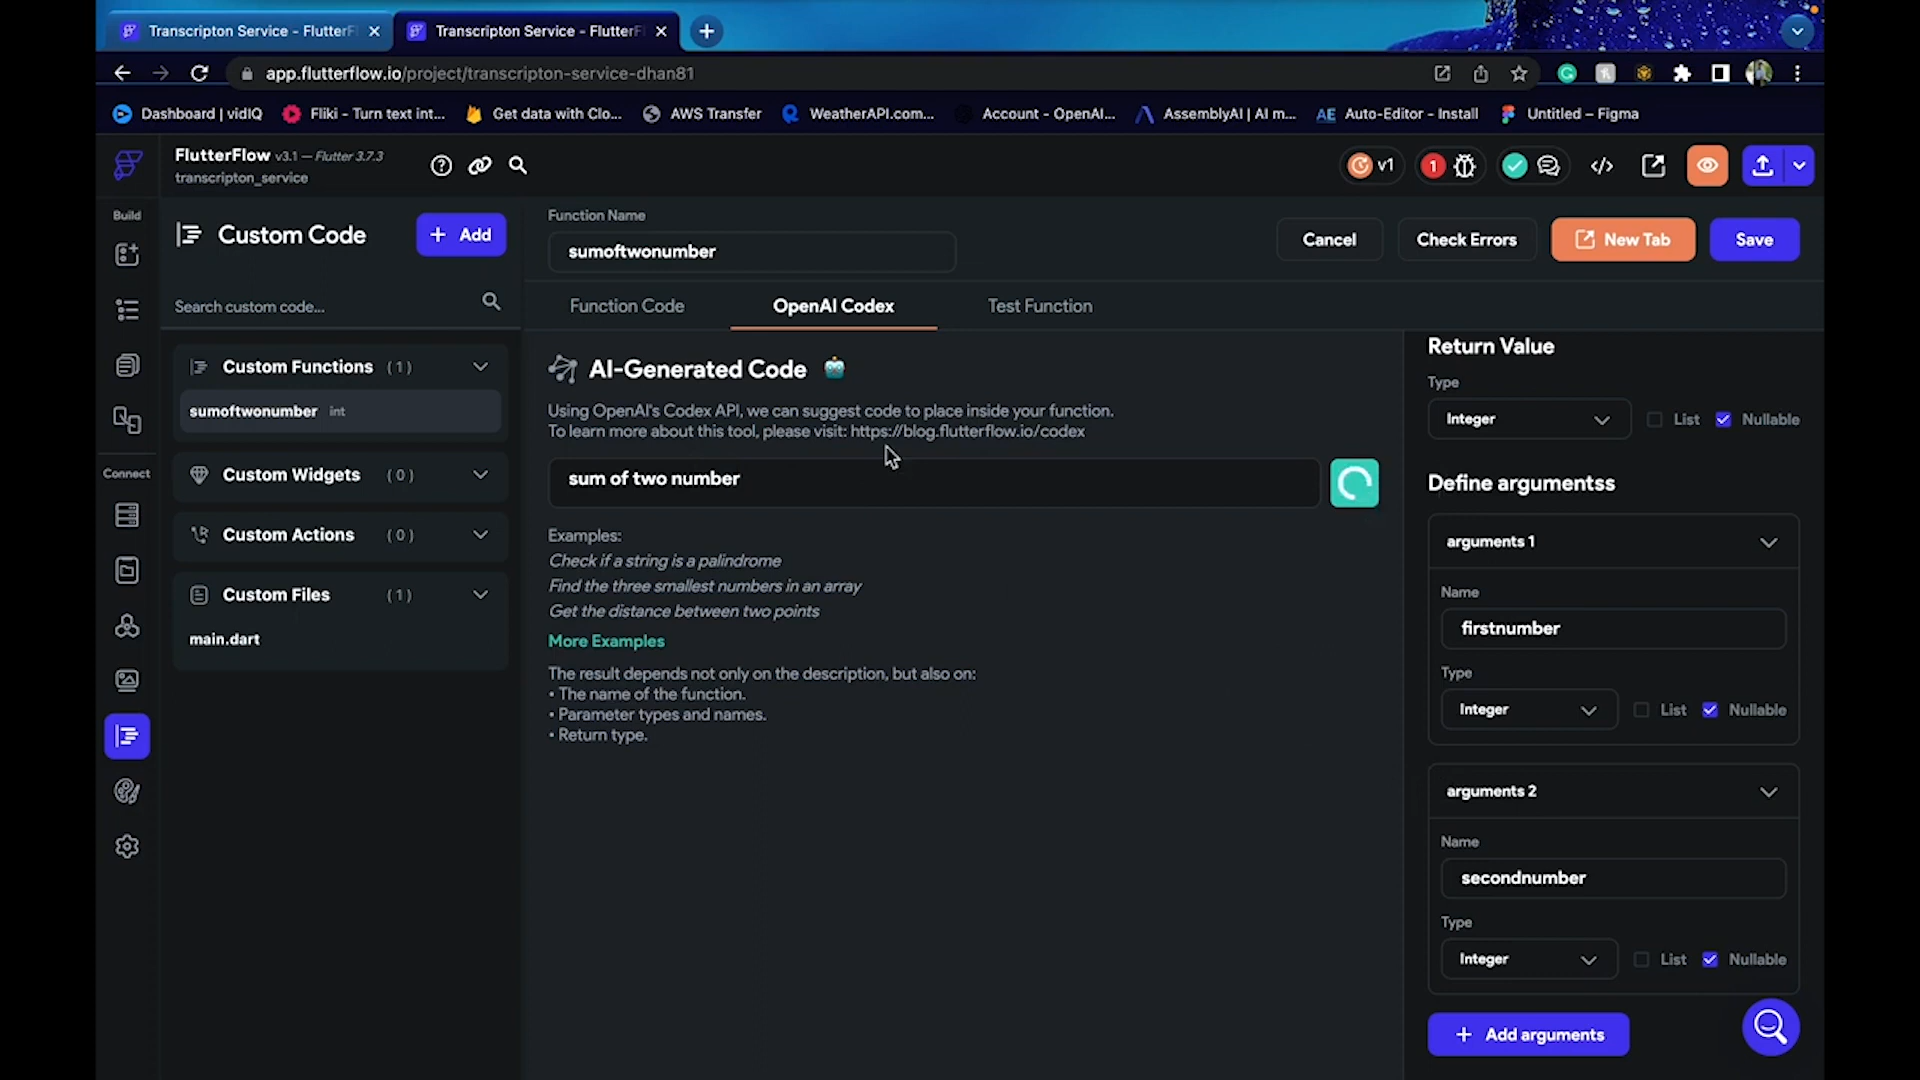 Transcripton Service - FlutterF
Transcripton Service - FlutterF
app.flutterflow.io/project/transcripton-service-dhan81
Dashboard | vidIQ
Fliki - Turn text int...
Get data with Clo...
AWS Transfer
WeatherAPI.com...
Account - OpenAI...
AssemblyAI | AI m...
AE Auto-Editor - Install
Untitled – Figma
FlutterFlow v3.1 — Flutter 3.7.3
transcripton_service
v1
1
Build
Connect
Custom Code
+ Add
Search custom code...
Custom Functions (1)
sumoftwonumber int
Custom Widgets (0)
Custom Actions (0)
Custom Files (1)
main.dart
Function Name
sumoftwonumber
Cancel
Check Errors
New Tab
Save
Function Code
OpenAI Codex
Test Function
AI-Generated Code
Using OpenAI's Codex API, we can suggest code to place inside your function.
To learn more about this tool, please visit: https://blog.flutterflow.io/codex
sum of two number
Examples:
Check if a string is a palindrome
Find the three smallest numbers in an array
Get the distance between two points
More Examples
The result depends not only on the description, but also on:
• The name of the function.
• Parameter types and names.
• Return type.
Return Value
Type
Integer
List
Nullable
Define argumentss
arguments 1
Name
firstnumber
Type
Integer
List
Nullable
arguments 2
Name
secondnumber
Type
Integer
List
Nullable
+ Add arguments